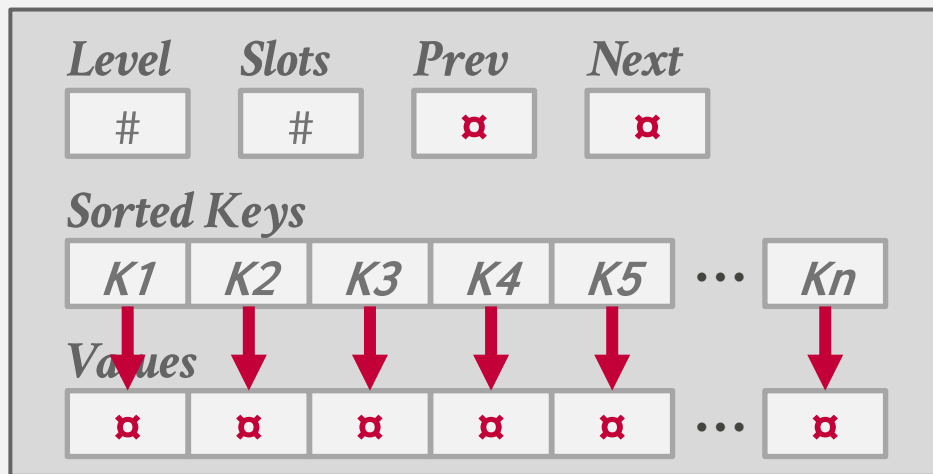 Level Slots Prev Next
# # ¤ ¤
Sorted Keys
K1 K2 K3 K4 K5 ... Kn
Values
¤ ¤ ¤ ¤ ¤ ... ¤